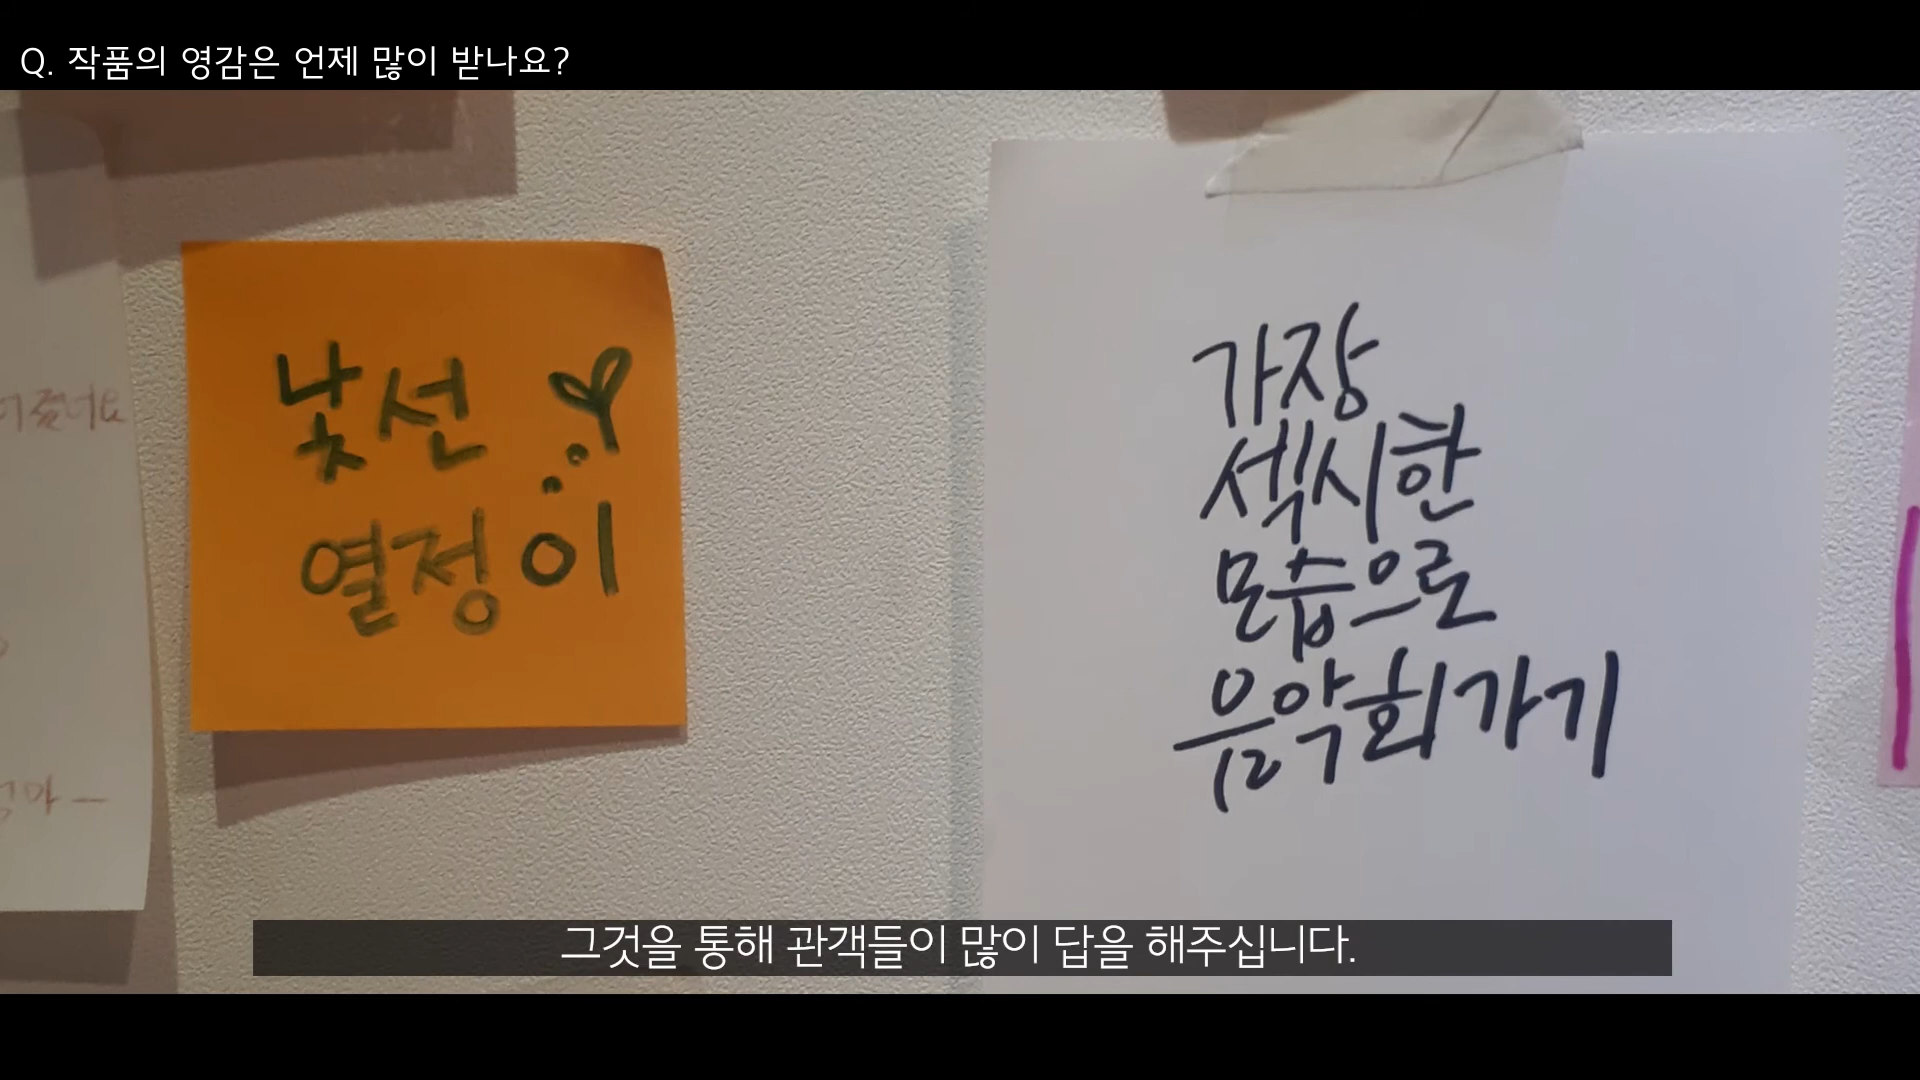 Q. 작품의 영감은 언제 많이 받나요?
낯선
열정이
가장
섹시한
모습으로
음악회 가기
그것을 통해 관객들이 많이 답을 해주십니다.